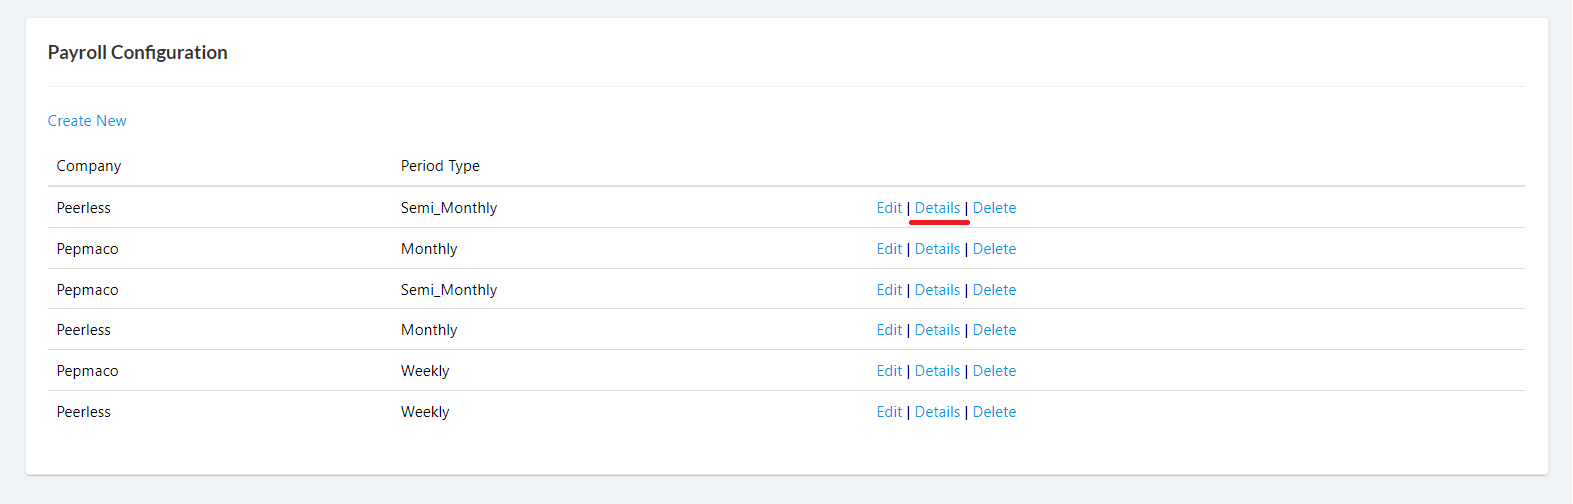 Payroll Configuration
Create New
Company Period Type
Peerless Semi_Monthly Edit | Details | Delete
Pepmaco Monthly Edit | Details | Delete
Pepmaco Semi_Monthly Edit | Details | Delete
Peerless Monthly Edit | Details | Delete
Pepmaco Weekly Edit | Details | Delete
Peerless Weekly Edit | Details | Delete